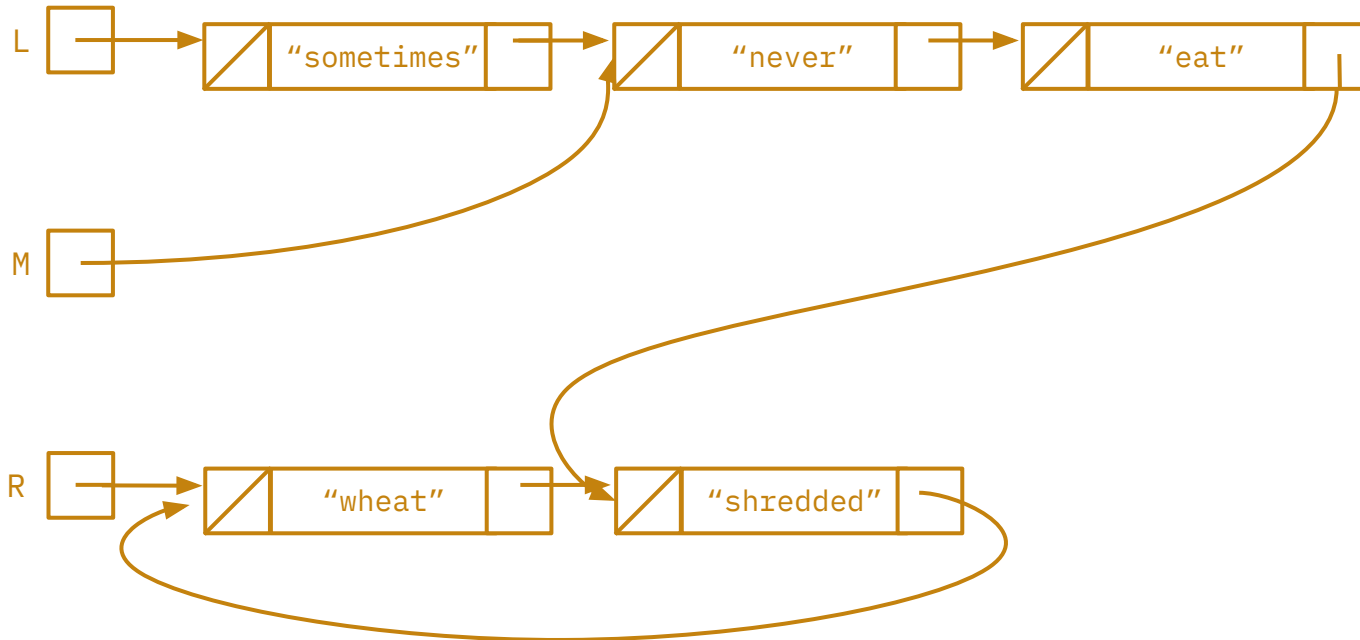 L “sometimes” “never” “eat”
M
R “wheat” “shredded”